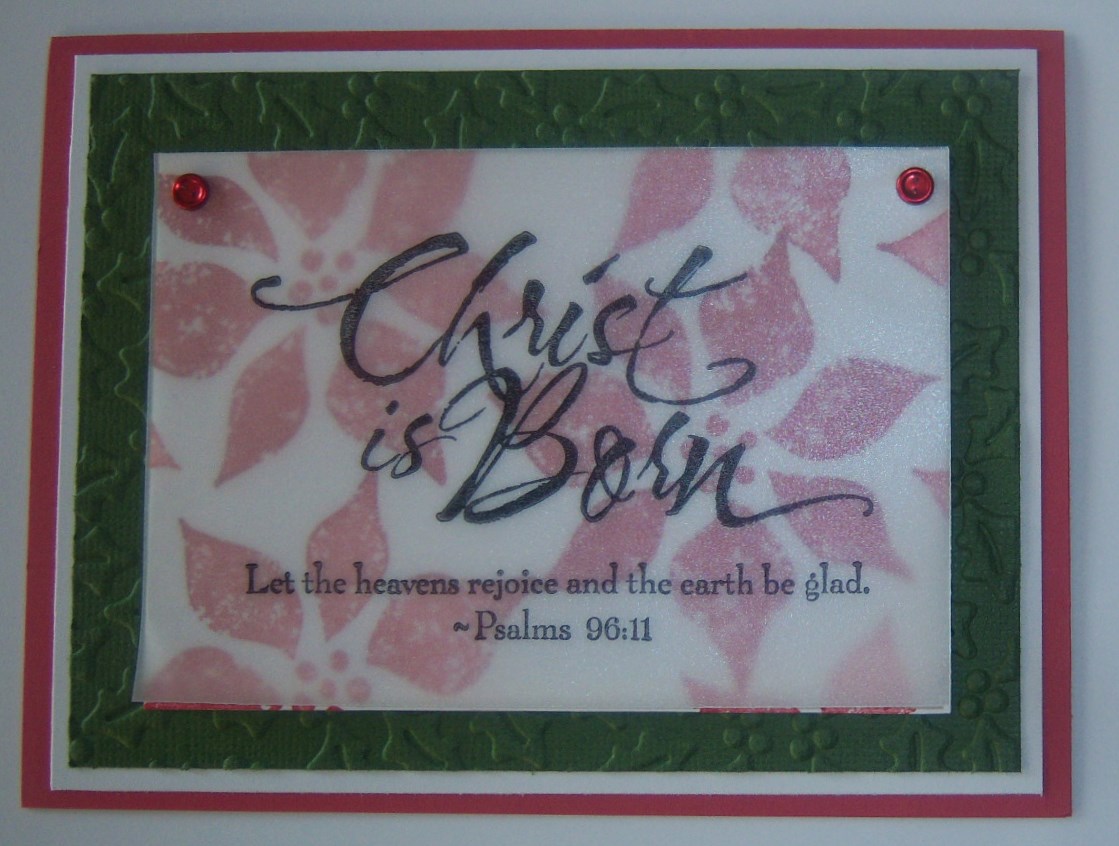 Christ
is Born
Let the heavens rejoice and the earth be glad.
~Psalms 96:11